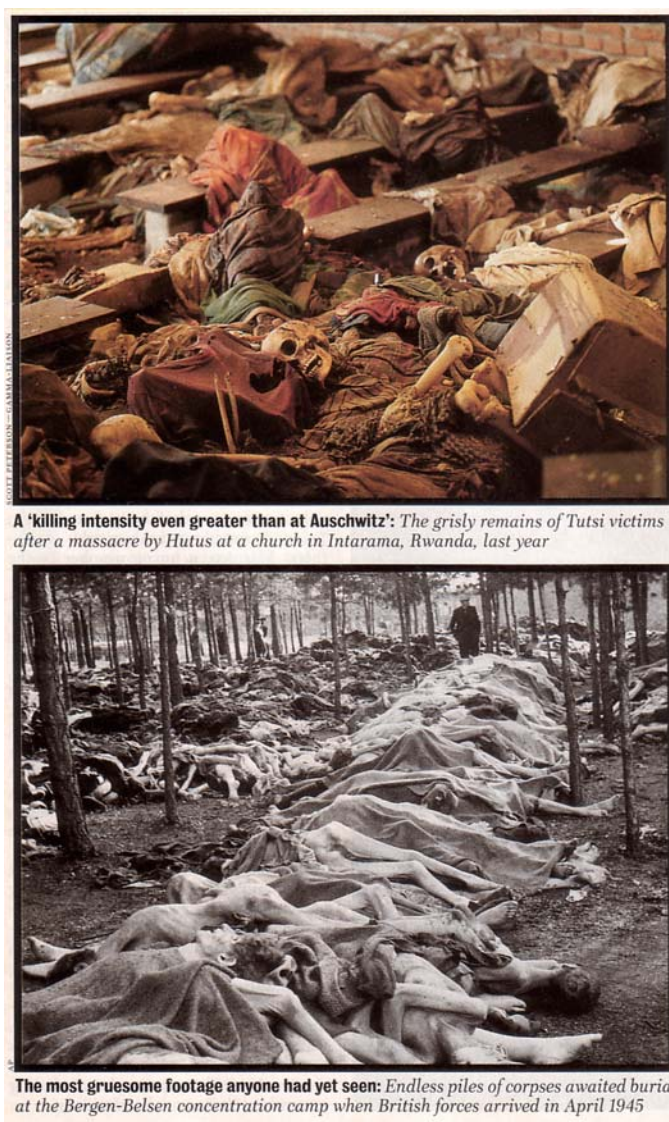 SCOTT PETERSON—GAMMA-LIAISON
A ‘killing intensity even greater than at Auschwitz’: The grisly remains of Tutsi victims
after a massacre by Hutus at a church in Intarama, Rwanda, last year
AP
The most gruesome footage anyone had yet seen: Endless piles of corpses awaited buria
at the Bergen-Belsen concentration camp when British forces arrived in April 1945